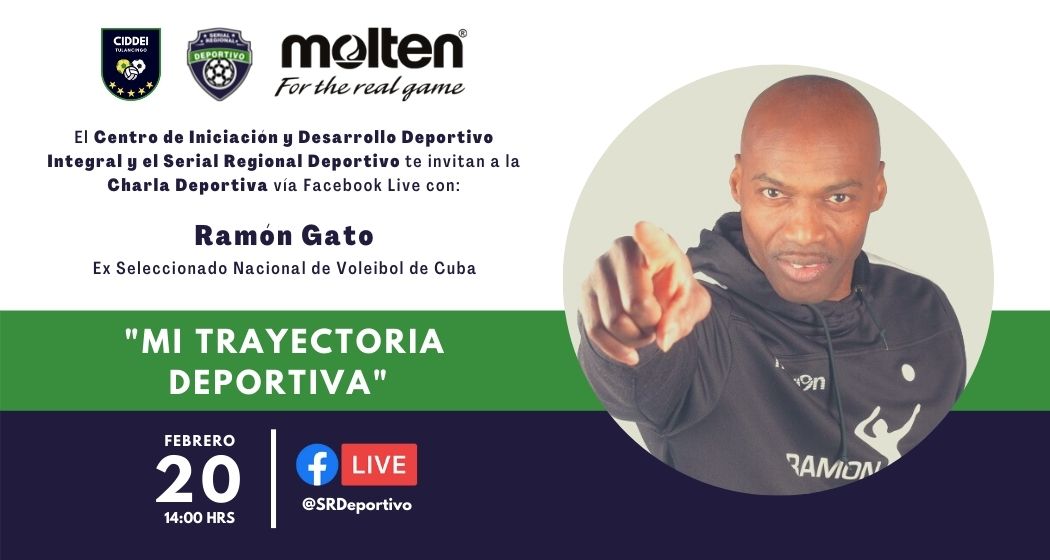 CIDDEI
TULANCINGO
SERIAL
REGIONAL
DEPORTIVO
molten®
For the real game
El Centro de Iniciación y Desarrollo Deportivo
Integral y el Serial Regional Deportivo te invitan a la
Charla Deportiva vía Facebook Live con:
Ramón Gato
Ex Seleccionado Nacional de Voleibol de Cuba
"MI TRAYECTORIA
DEPORTIVA"
FEBRERO
20
14:00 HRS
f LIVE
@SRDeportivo
RAMON